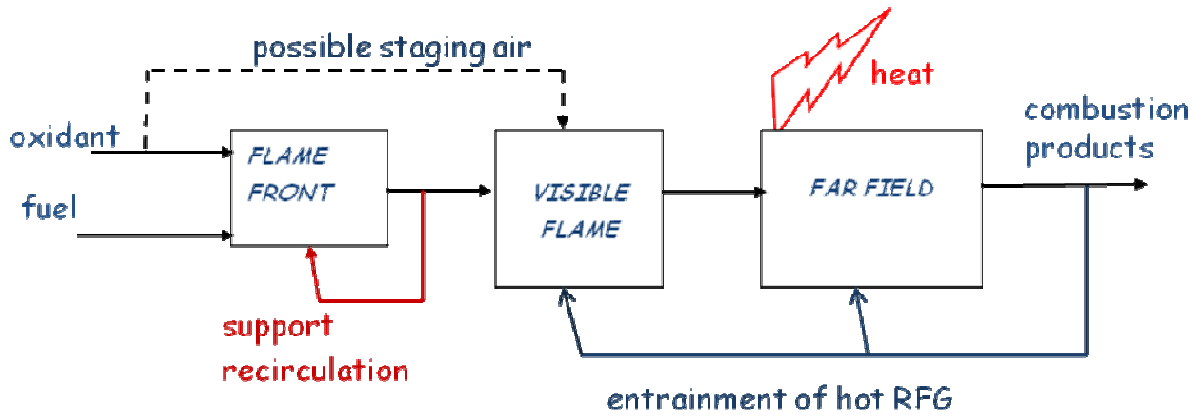 possible staging air
heat
combustion
products
oxidant
FLAME
FRONT
fuel
VISIBLE
FLAME
FAR FIELD
support
recirculation
entrainment of hot RFG